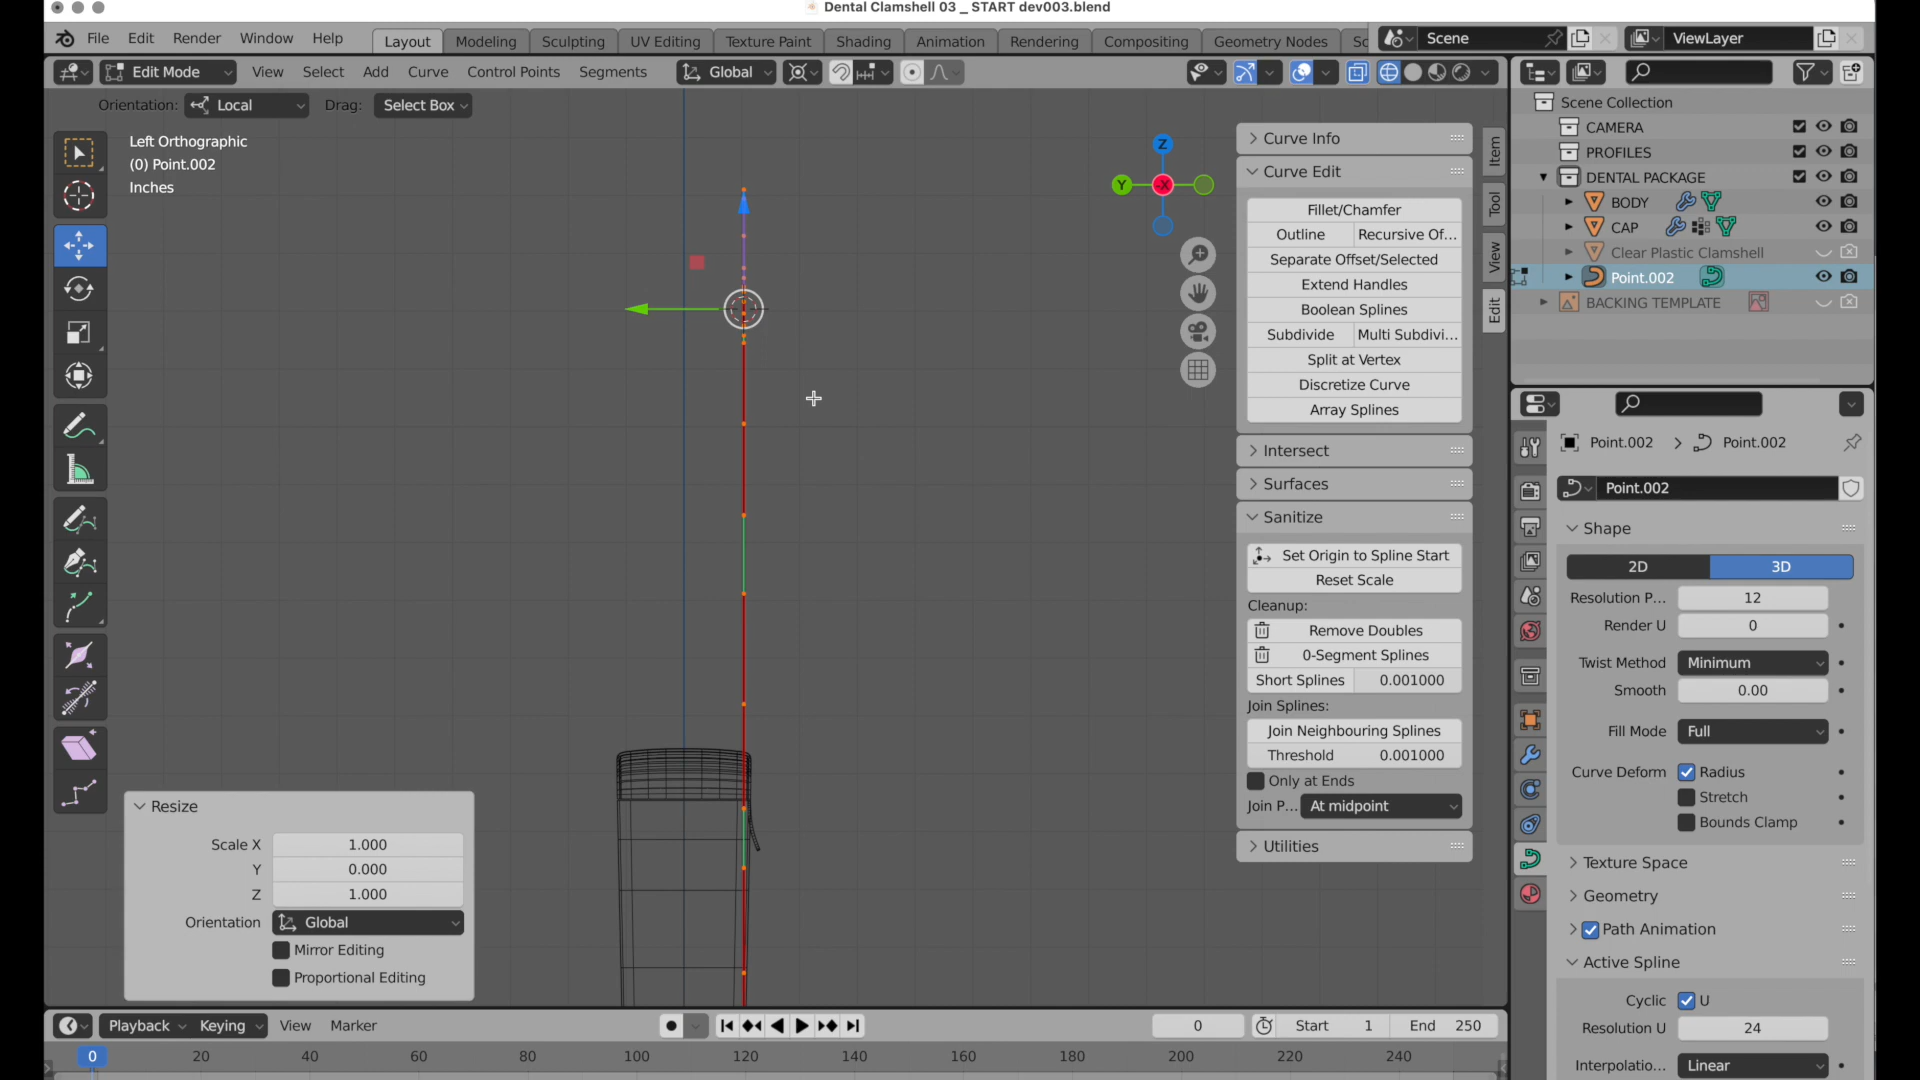 Dental Clamshell 03 _ START dev003.blend
File Edit Render Window Help Layout Modeling Sculpting UV Editing Texture Paint Shading Animation Rendering Compositing Geometry Nodes Sc Scene ViewLayer
Edit Mode View Select Add Curve Control Points Segments Global
Orientation: Local Drag: Select Box
Left Orthographic
(0) Point.002
Inches
Z
Y
-X
Curve Info
Curve Edit
Fillet/Chamfer
Outline Recursive Of...
Separate Offset/Selected
Extend Handles
Boolean Splines
Subdivide Multi Subdivi...
Split at Vertex
Discretize Curve
Array Splines
Intersect
Surfaces
Sanitize
Set Origin to Spline Start
Reset Scale
Cleanup:
Remove Doubles
0-Segment Splines
Short Splines 0.001000
Join Splines:
Join Neighbouring Splines
Threshold 0.001000
Only at Ends
Join P... At midpoint
Utilities
Item
Tool
View
Edit
Scene Collection
CAMERA
PROFILES
DENTAL PACKAGE
BODY
CAP
Clear Plastic Clamshell
Point.002
BACKING TEMPLATE
Point.002 > Point.002
Point.002
Shape
2D 3D
Resolution P... 12
Render U 0
Twist Method Minimum
Smooth 0.00
Fill Mode Full
Curve Deform Radius
Stretch
Bounds Clamp
Texture Space
Geometry
Path Animation
Active Spline
Cyclic U
Resolution U 24
Interpolatio... Linear
Resize
Scale X 1.000
Y 0.000
Z 1.000
Orientation Global
Mirror Editing
Proportional Editing
Playback Keying View Marker 0 Start 1 End 250
0 20 40 60 80 100 120 140 160 180 200 220 240